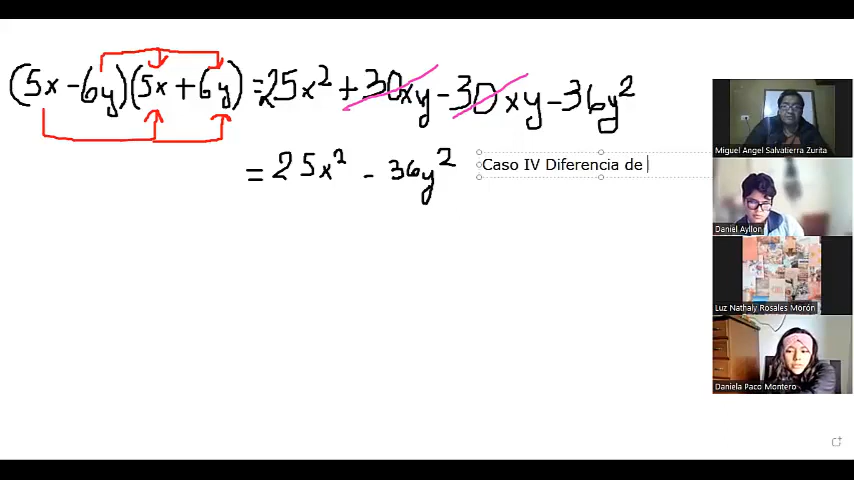 (5x - 6y)(5x + 6y) = 25x² + 30xy - 30xy - 36y²
= 25x² - 36y²
Caso IV Diferencia de
Miguel Angel Salvatierra Zurita
Daniel Ayllon
Luz Nathaly Rosales Morón
Daniela Paco Montero